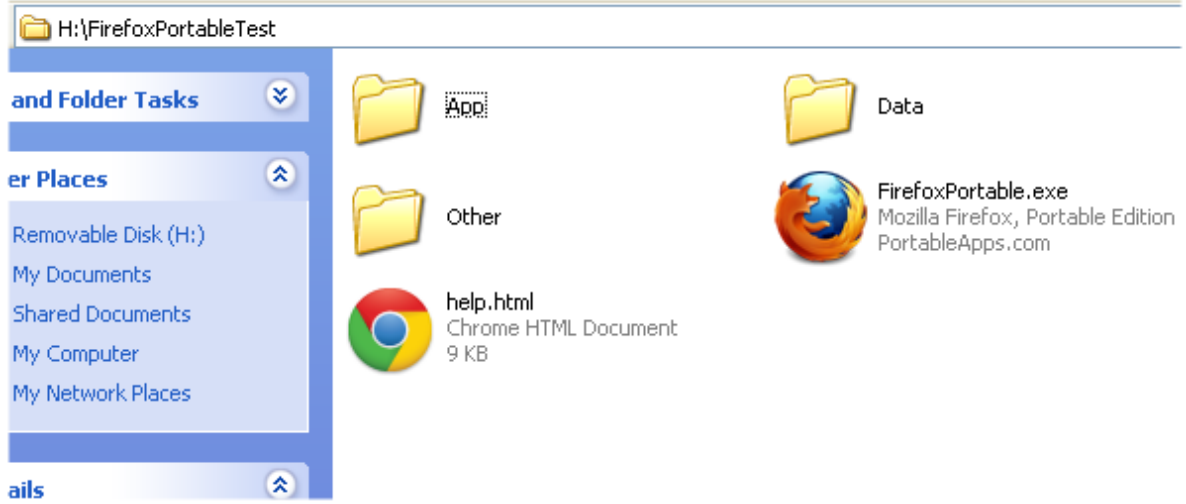 H:\FirefoxPortableTest
and Folder Tasks
er Places
Removable Disk (H:)
My Documents
Shared Documents
My Computer
My Network Places
ails
App
Data
Other
FirefoxPortable.exe
Mozilla Firefox, Portable Edition
PortableApps.com
help.html
Chrome HTML Document
9 KB